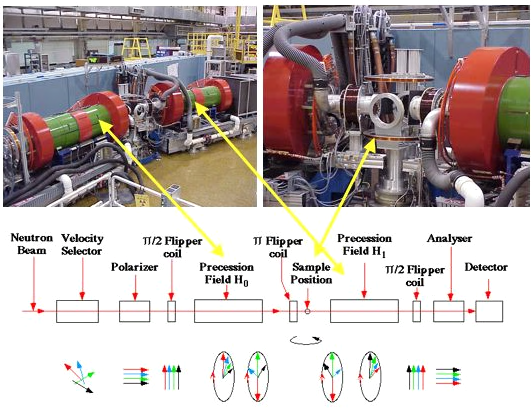 Neutron
Beam
Velocity
Selector
Polarizer
π/2 Flipper
coil
Precession
Field H₀
π Flipper
coil
Sample
Position
Precession
Field H₁
π/2 Flipper
coil
Analyser
Detector